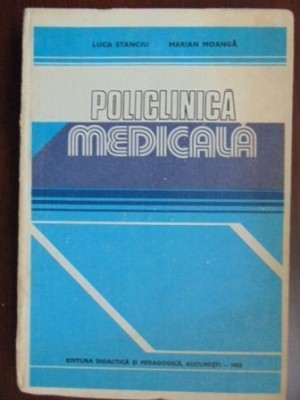 LUCA STANCIU MARIAN MOANGĂ
POLICLINICA
MEDICALĂ
EDITURA DIDACTICĂ ȘI PEDAGOGICĂ, BUCUREȘTI –